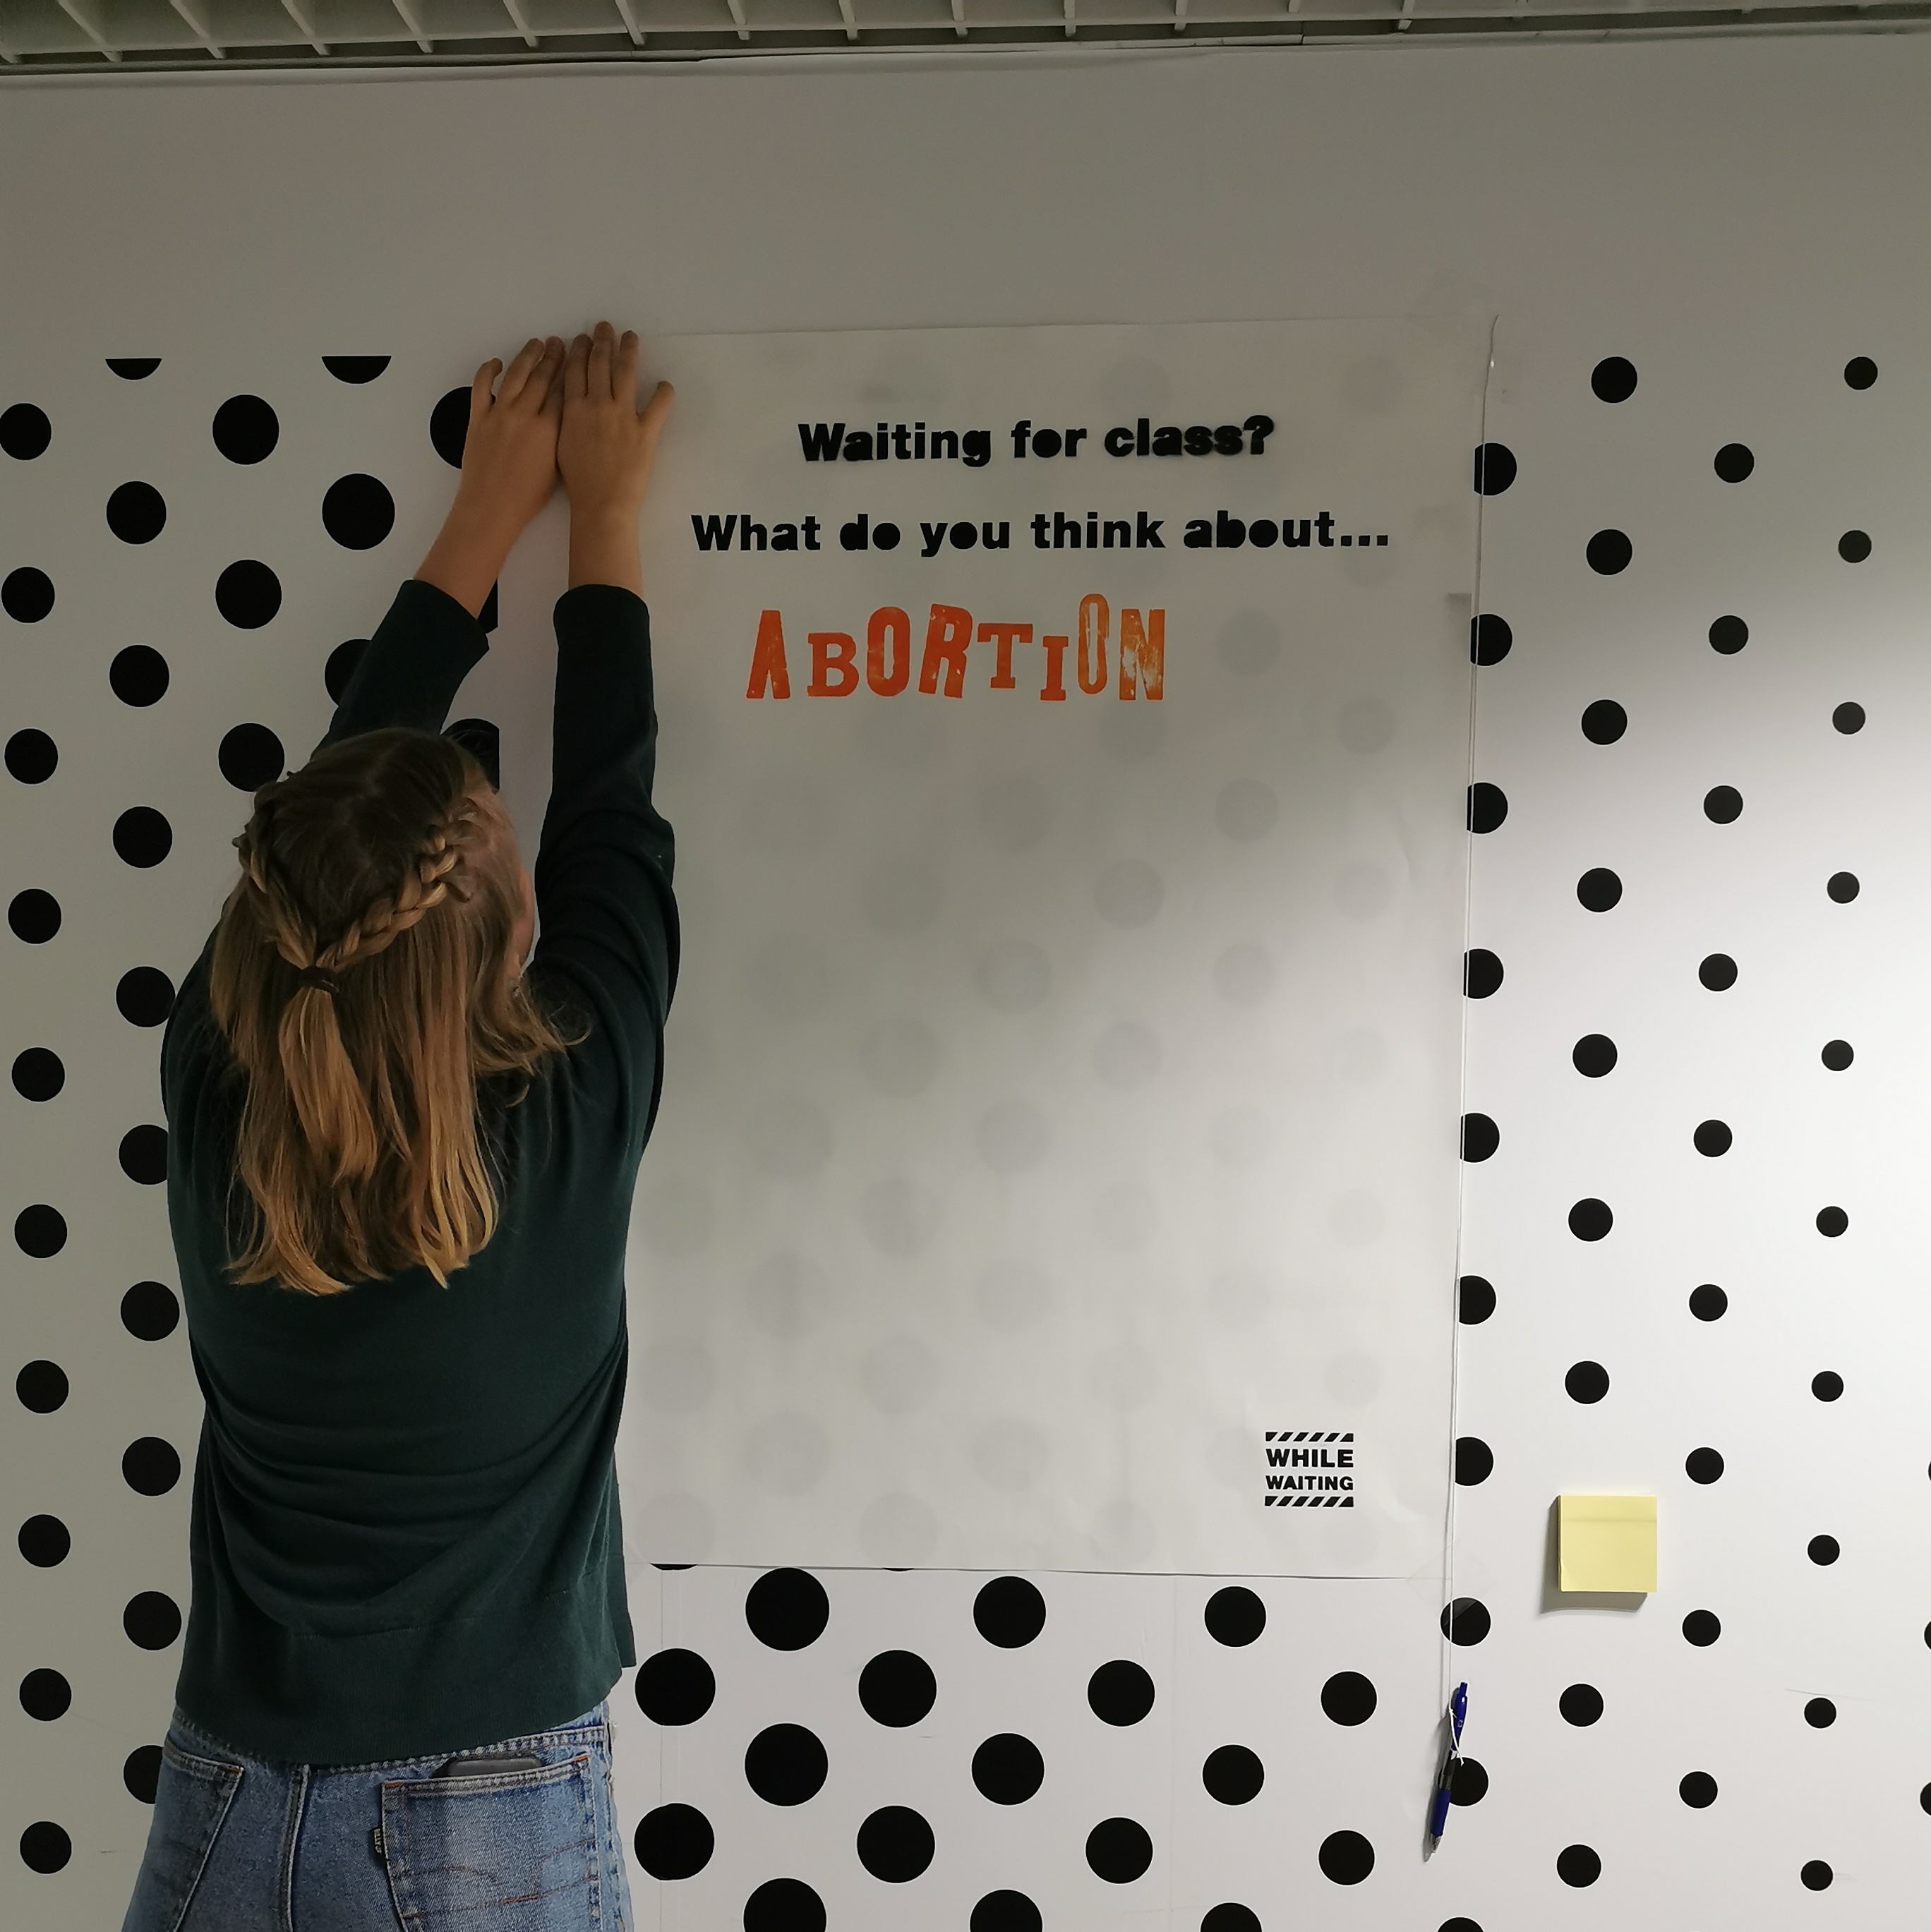 Waiting for class?
What do you think about...
ABORTION
WHILE
WAITING